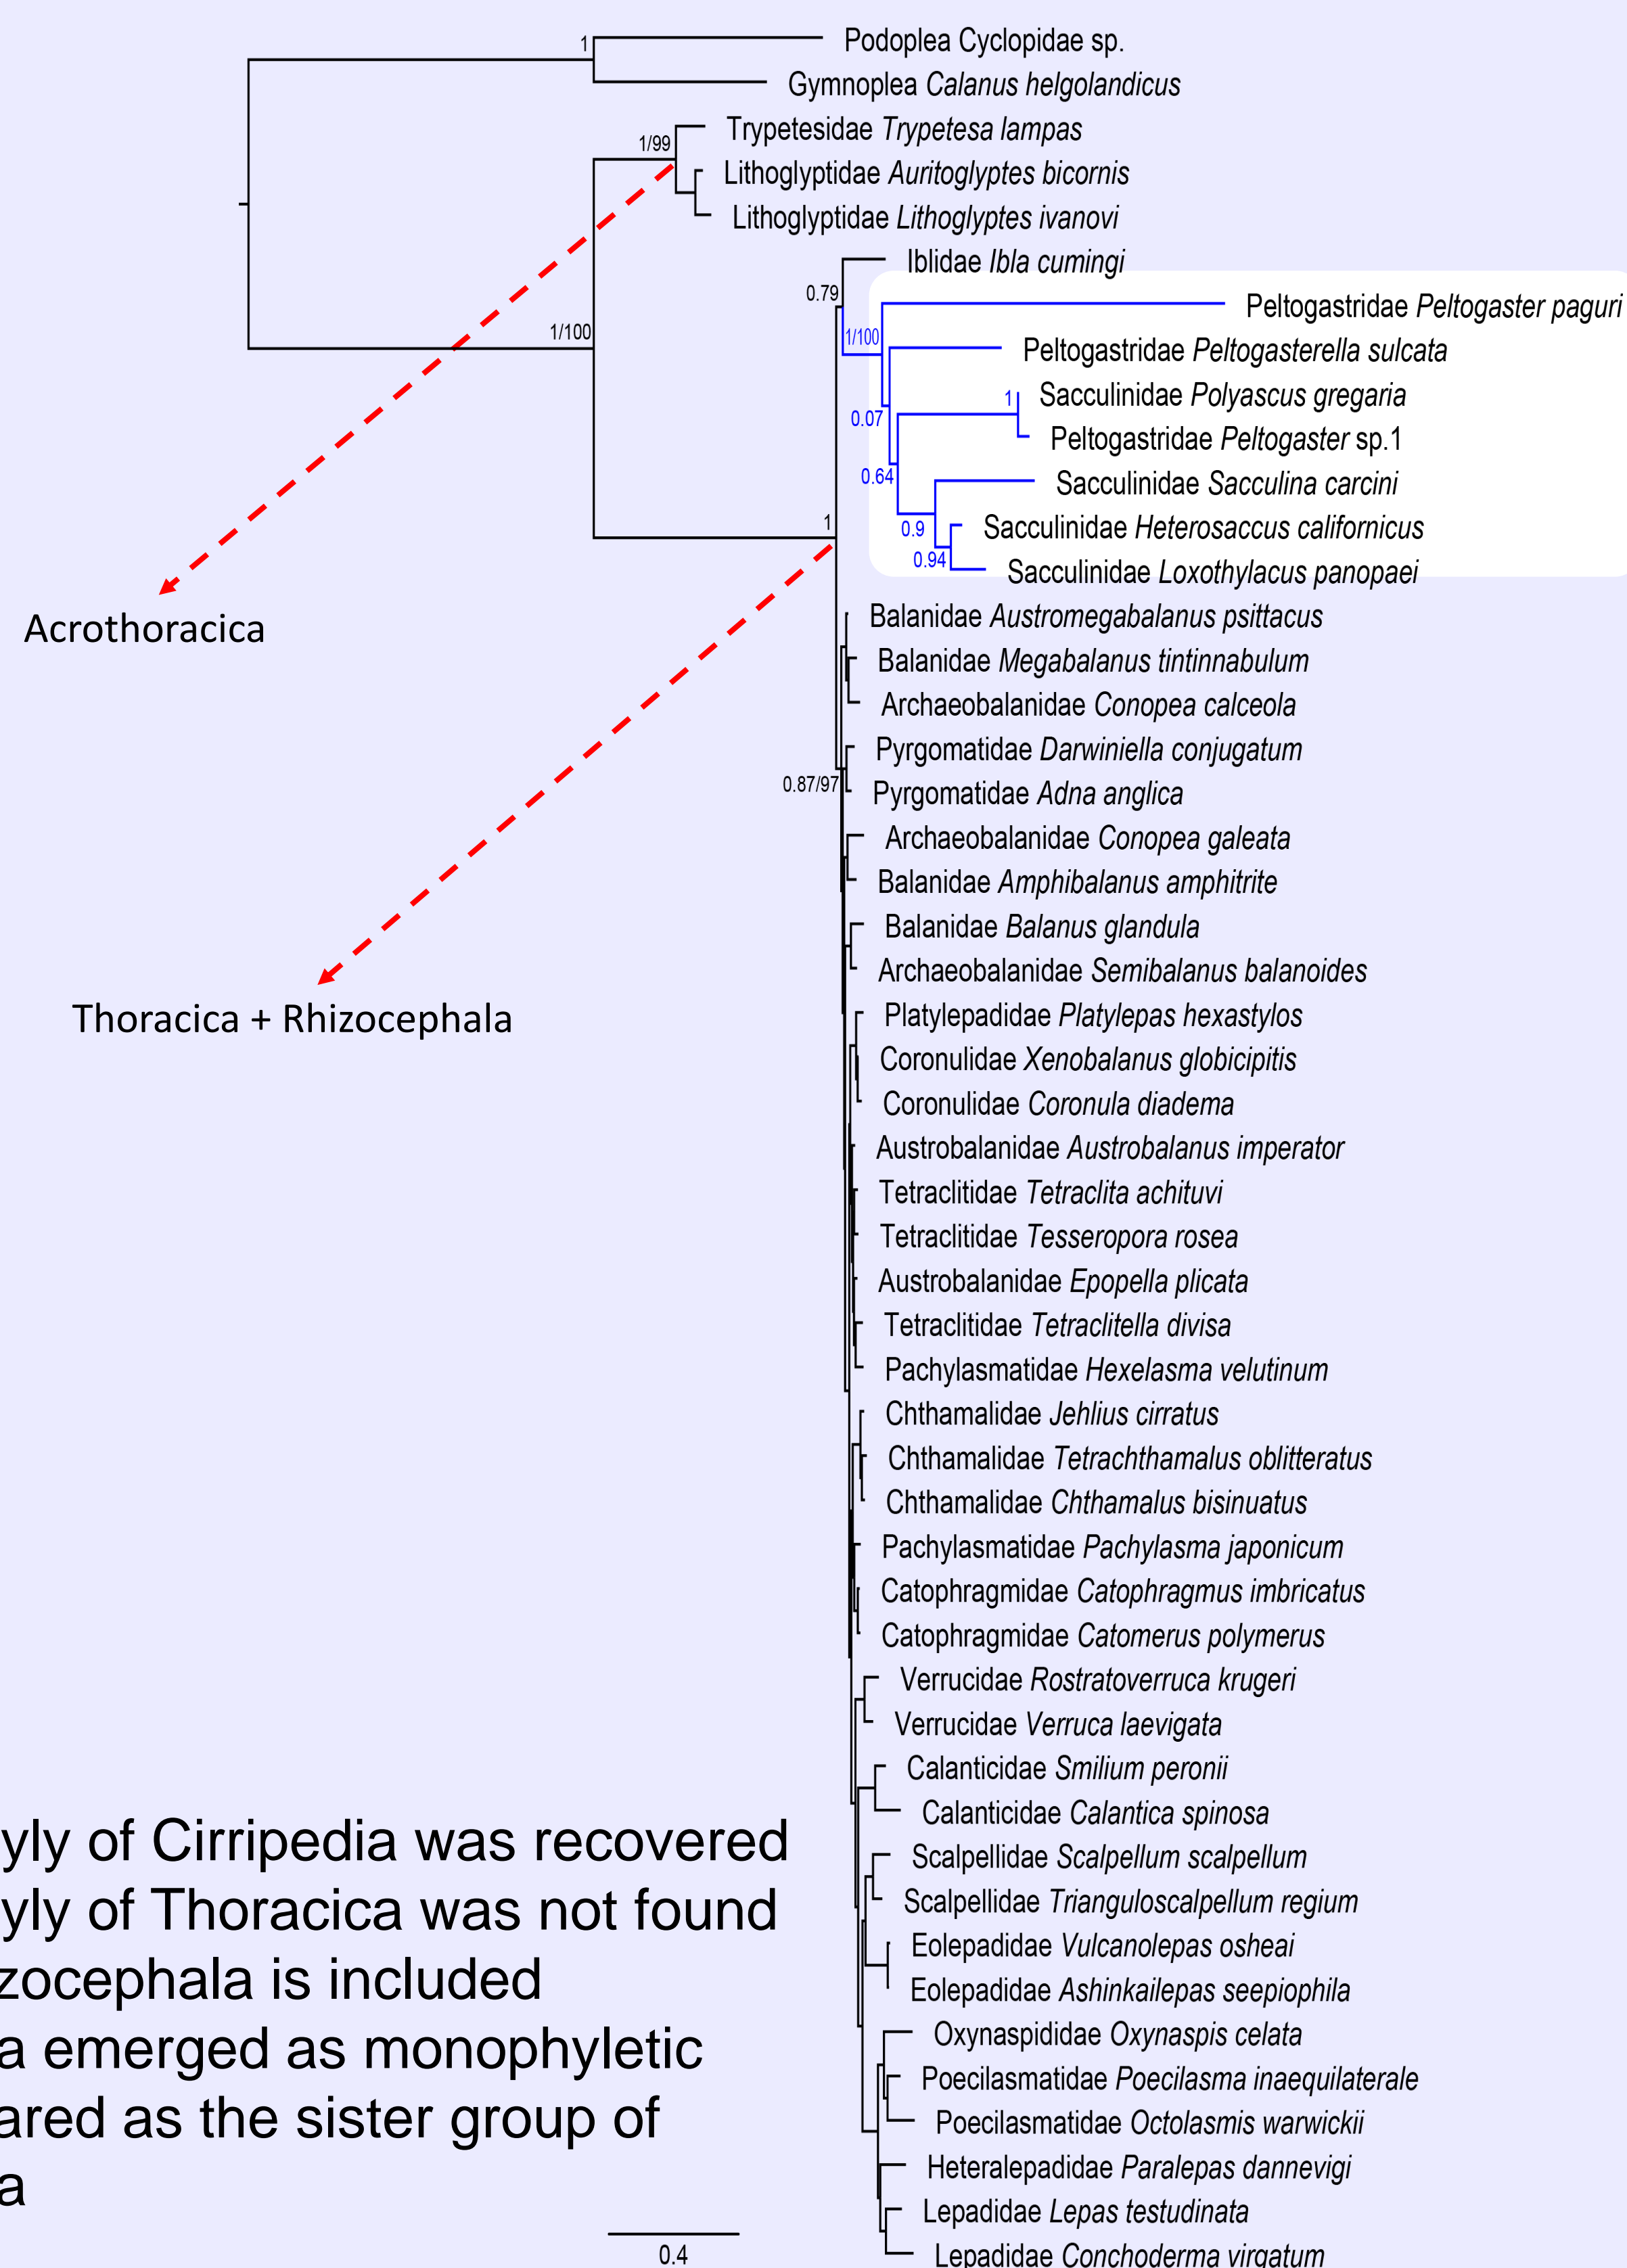 1
Podoplea Cyclopidae sp.
Gymnoplea Calanus helgolandicus
1/99
Trypetesidae Trypetesa lampas
Lithoglyptidae Auritoglyptes bicornis
Lithoglyptidae Lithoglyptes ivanovi
Iblidae Ibla cumingi
0.79
Peltogastridae Peltogaster paguri
1/100
1/100
Peltogastridae Peltogasterella sulcata
1
Sacculinidae Polyascus gregaria
0.07
Peltogastridae Peltogaster sp.1
0.64
Sacculinidae Sacculina carcini
1
0.9
Sacculinidae Heterosaccus californicus
0.94
Sacculinidae Loxothylacus panopaei
Acrothoracica
Balanidae Austromegabalanus psittacus
Balanidae Megabalanus tintinnabulum
Archaeobalanidae Conopea calceola
Pyrgomatidae Darwiniella conjugatum
0.87/97
Pyrgomatidae Adna anglica
Archaeobalanidae Conopea galeata
Balanidae Amphibalanus amphitrite
Balanidae Balanus glandula
Archaeobalanidae Semibalanus balanoides
Thoracica + Rhizocephala
Platylepadidae Platylepas hexastylos
Coronulidae Xenobalanus globicipitis
Coronulidae Coronula diadema
Austrobalanidae Austrobalanus imperator
Tetraclitidae Tetraclita achituvi
Tetraclitidae Tesseropora rosea
Austrobalanidae Epopella plicata
Tetraclitidae Tetraclitella divisa
Pachylasmatidae Hexelasma velutinum
Chthamalidae Jehlius cirratus
Chthamalidae Tetrachthamalus oblitteratus
Chthamalidae Chthamalus bisinuatus
Pachylasmatidae Pachylasma japonicum
Catophragmidae Catophragmus imbricatus
Catophragmidae Catomerus polymerus
Verrucidae Rostratoverruca krugeri
Verrucidae Verruca laevigata
Calanticidae Smilium peronii
Calanticidae Calantica spinosa
Scalpellidae Scalpellum scalpellum
Scalpellidae Trianguloscalpellum regium
Eolepadidae Vulcanolepas osheai
Eolepadidae Ashinkailepas seepiophila
Oxynaspididae Oxynaspis celata
Poecilasmatidae Poecilasma inaequilaterale
Poecilasmatidae Octolasmis warwickii
Heteralepadidae Paralepas dannevigi
Lepadidae Lepas testudinata
Lepadidae Conchoderma virgatum
yly of Cirripedia was recovered
yly of Thoracica was not found
zocephala is included
a emerged as monophyletic
ared as the sister group of
a
0.4